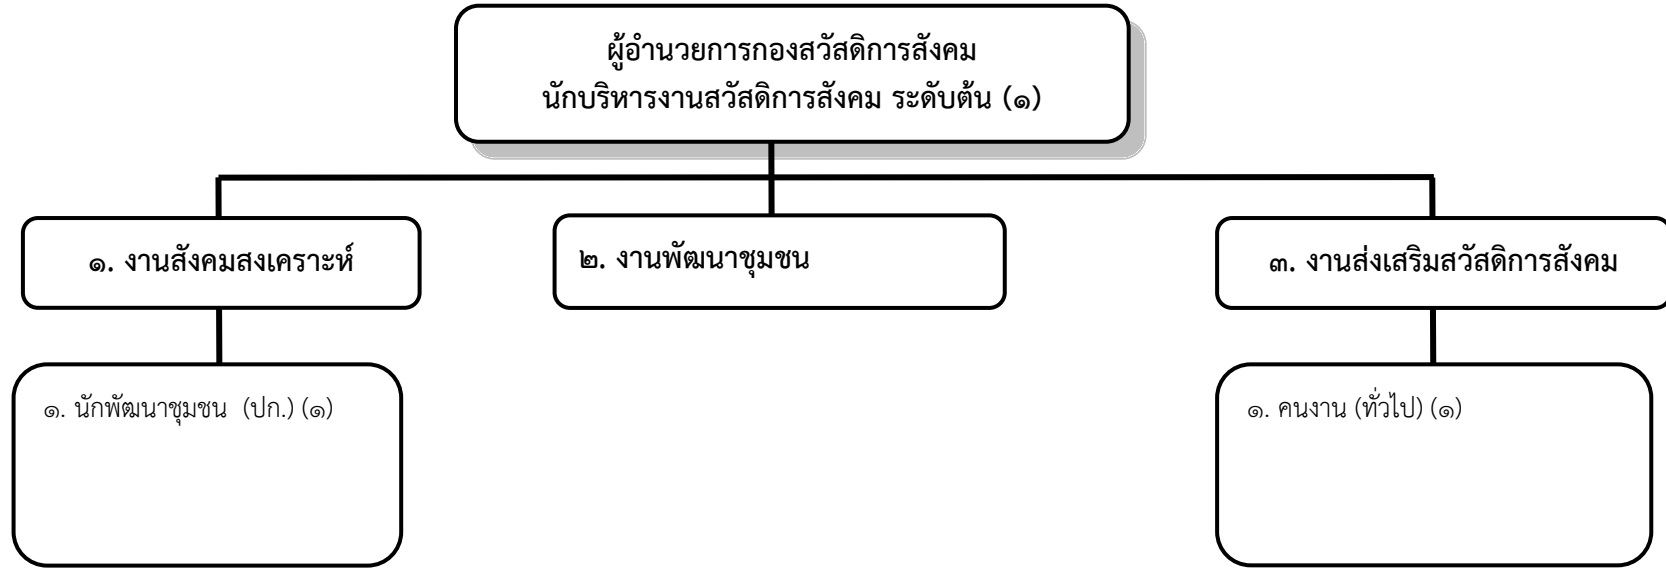 ผู้อำนวยการกองสวัสดิการสังคม
นักบริหารงานสวัสดิการสังคม ระดับต้น (๑)
๑. งานสังคมสงเคราะห์
๒. งานพัฒนาชุมชน
๓. งานส่งเสริมสวัสดิการสังคม
๑. นักพัฒนาชุมชน (ปก.) (๑)
๑. คนงาน (ทั่วไป) (๑)